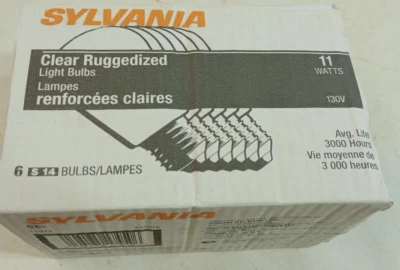 SYLVANIA
Clear Ruggedized
Light Bulbs
Lampes
renforcées claires
11
WATTS
130V
Avg. Life
3000 Hours
Vie moyenne de
3 000 heures
6 S 14 BULBS/LAMPES
SYLVANIA